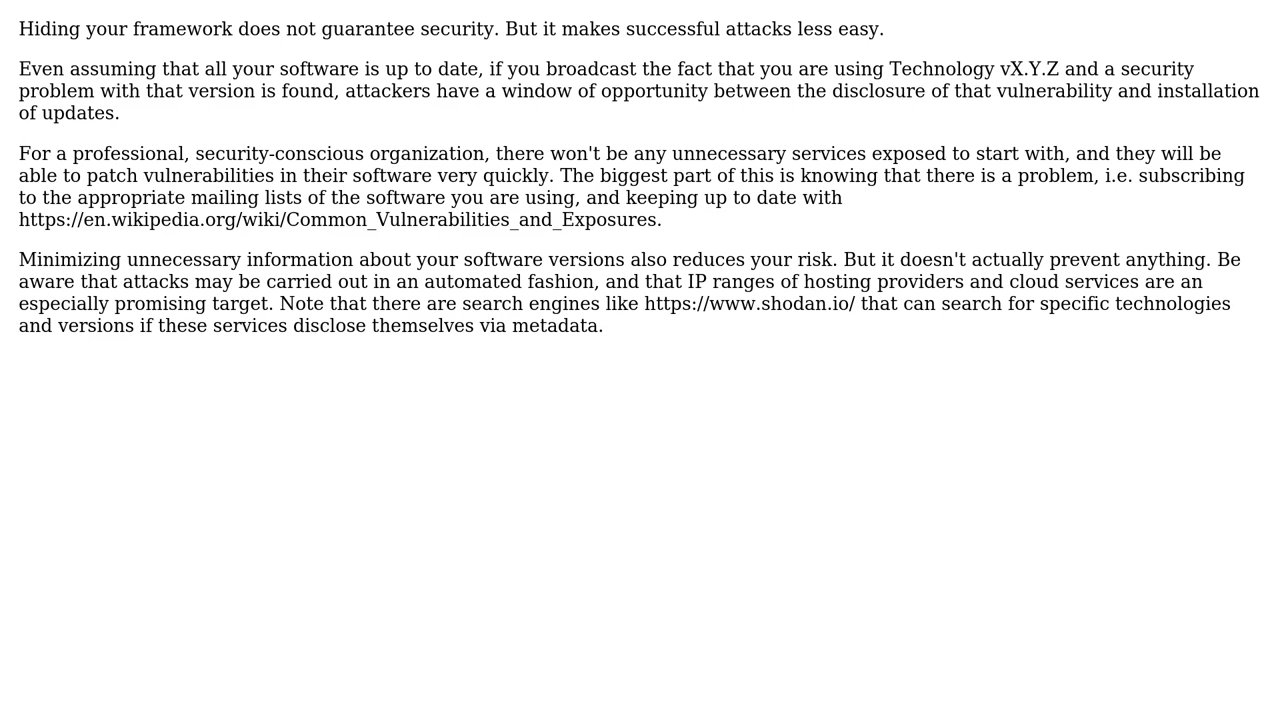 Hiding your framework does not guarantee security. But it makes successful attacks less easy.
Even assuming that all your software is up to date, if you broadcast the fact that you are using Technology vX.Y.Z and a security
problem with that version is found, attackers have a window of opportunity between the disclosure of that vulnerability and installation
of updates.
For a professional, security-conscious organization, there won't be any unnecessary services exposed to start with, and they will be
able to patch vulnerabilities in their software very quickly. The biggest part of this is knowing that there is a problem, i.e. subscribing
to the appropriate mailing lists of the software you are using, and keeping up to date with
https://en.wikipedia.org/wiki/Common_Vulnerabilities_and_Exposures.
Minimizing unnecessary information about your software versions also reduces your risk. But it doesn't actually prevent anything. Be
aware that attacks may be carried out in an automated fashion, and that IP ranges of hosting providers and cloud services are an
especially promising target. Note that there are search engines like https://www.shodan.io/ that can search for specific technologies
and versions if these services disclose themselves via metadata.